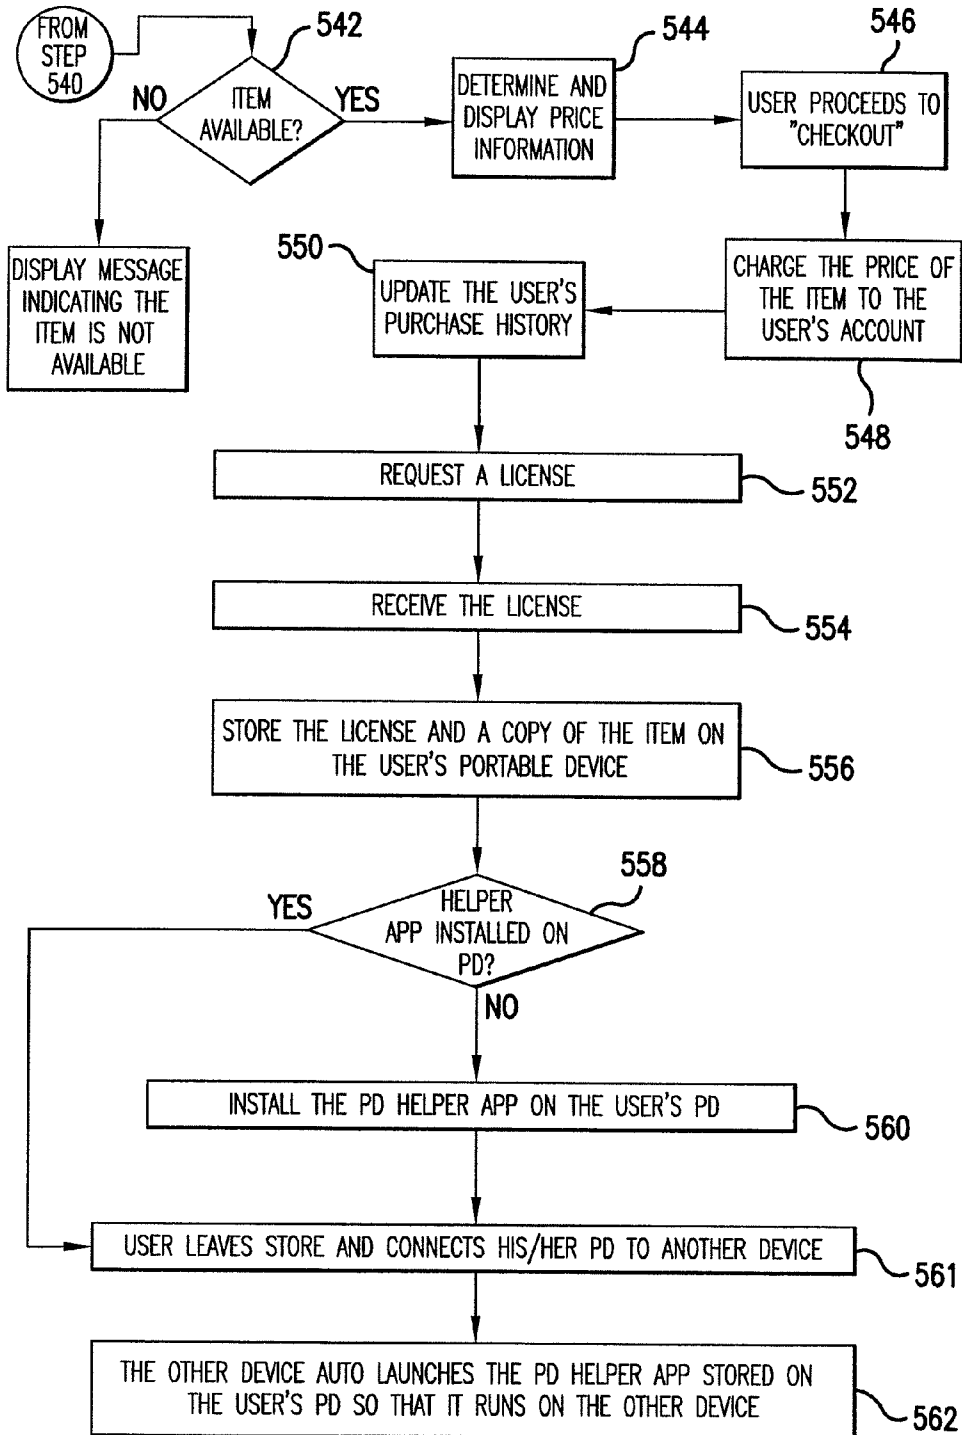 FROM
STEP
540
542
ITEM
AVAILABLE?
NO
YES
544
DETERMINE AND
DISPLAY PRICE
INFORMATION
546
USER PROCEEDS TO
"CHECKOUT"
DISPLAY MESSAGE
INDICATING THE
ITEM IS NOT
AVAILABLE
550
UPDATE THE USER'S
PURCHASE HISTORY
CHARGE THE PRICE OF
THE ITEM TO THE
USER'S ACCOUNT
548
REQUEST A LICENSE
552
RECEIVE THE LICENSE
554
STORE THE LICENSE AND A COPY OF THE ITEM ON
THE USER'S PORTABLE DEVICE
556
558
HELPER
APP INSTALLED ON
PD?
YES
NO
INSTALL THE PD HELPER APP ON THE USER'S PD
560
USER LEAVES STORE AND CONNECTS HIS/HER PD TO ANOTHER DEVICE
561
THE OTHER DEVICE AUTO LAUNCHES THE PD HELPER APP STORED ON
THE USER'S PD SO THAT IT RUNS ON THE OTHER DEVICE
562